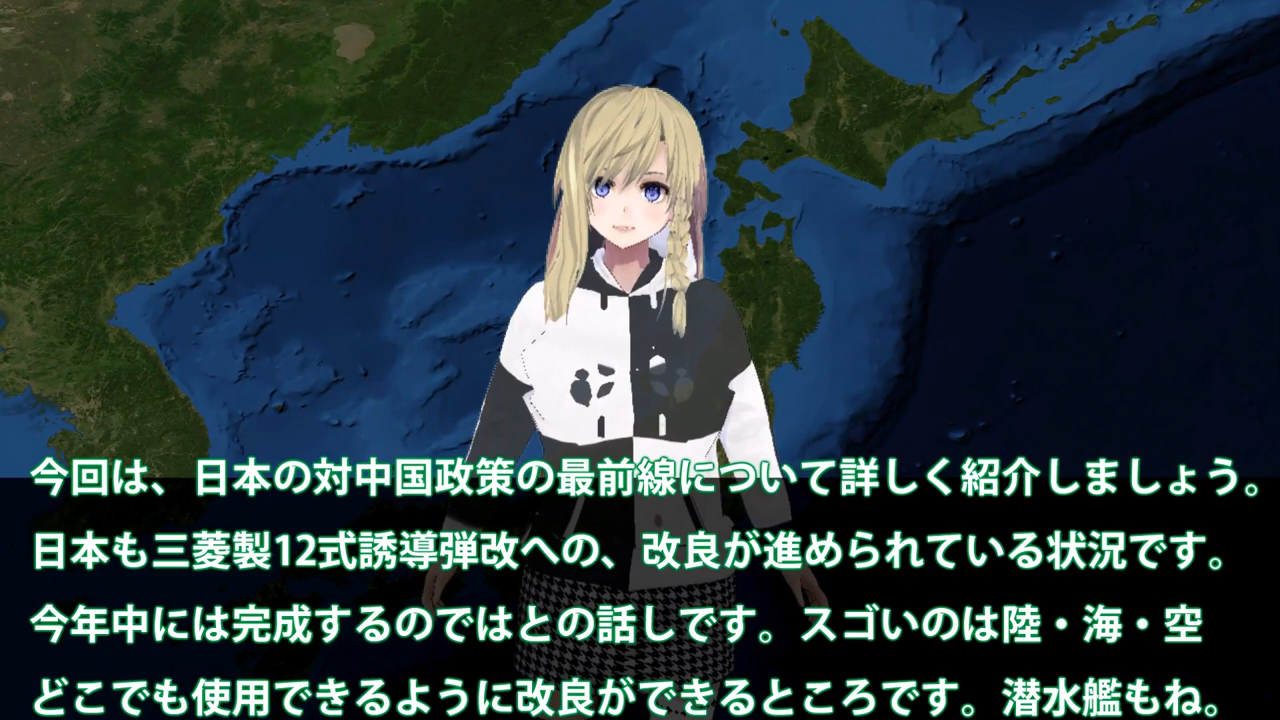 今回は、日本の対中国政策の最前線について詳しく紹介しましょう。
日本も三菱製12式誘導弾改への、改良が進められている状況です。
今年中には完成するのではとの話しです。スゴいのは陸・海・空
どこでも使用できるように改良ができるところです。潜水艦もね。